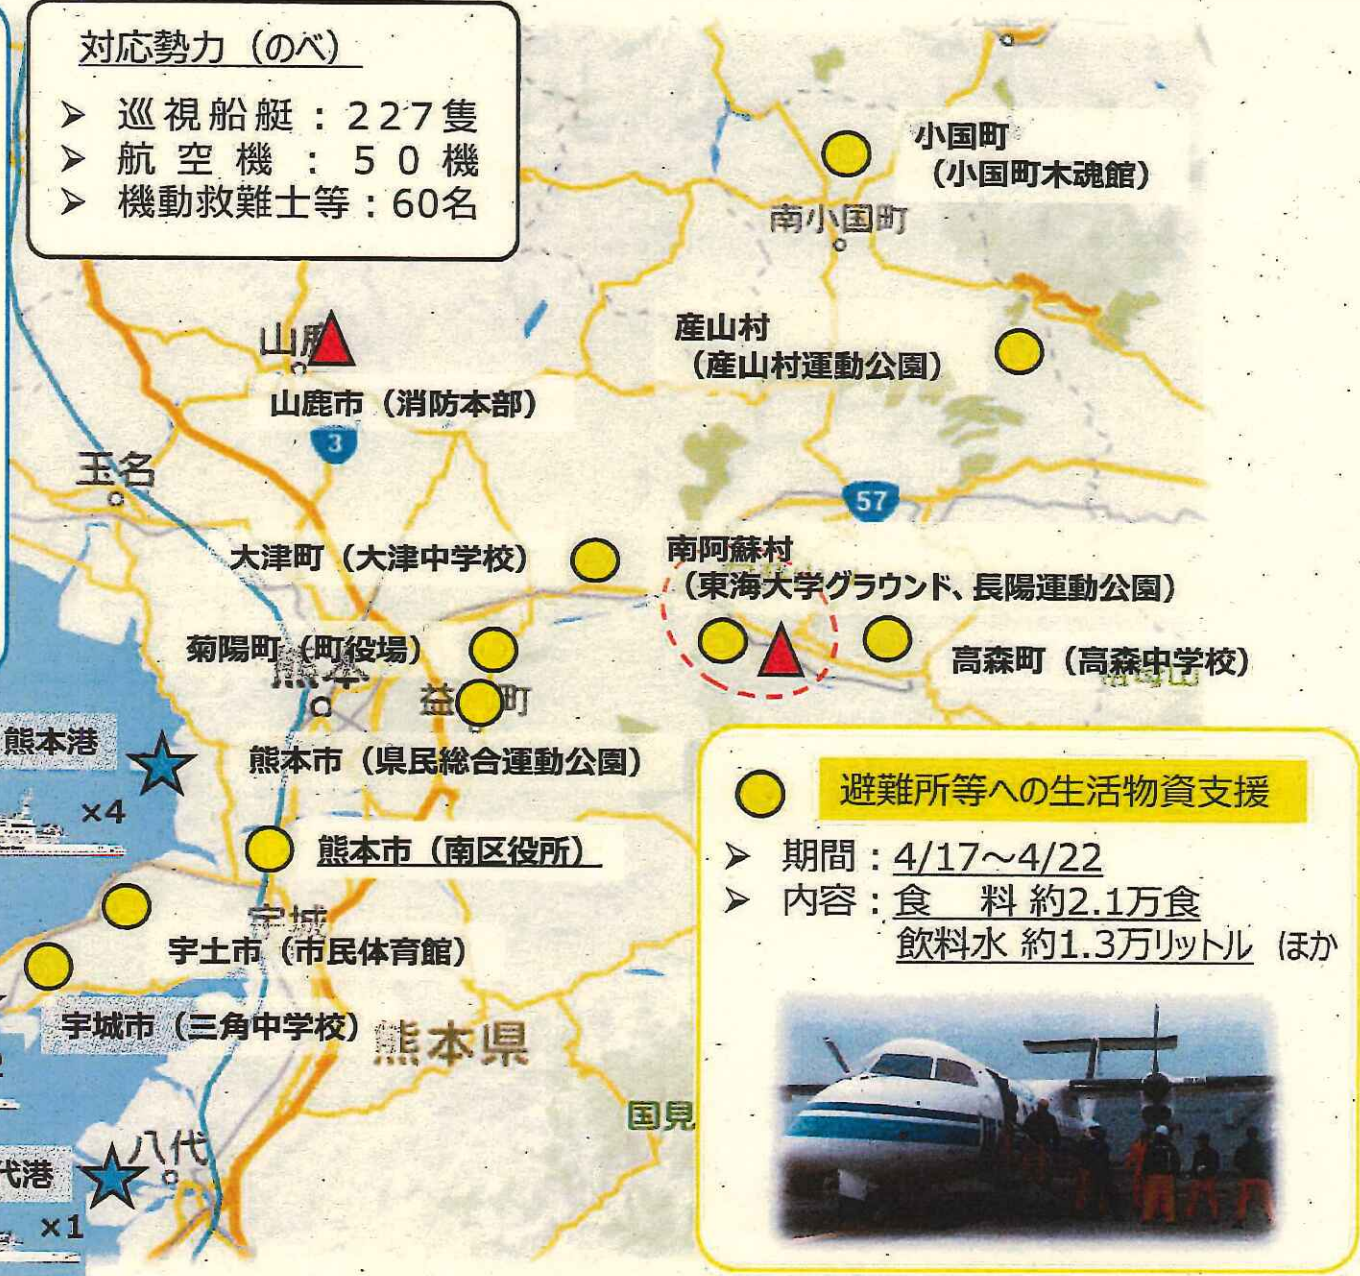 対応勢力（のべ）
➢ 巡視船艇：227隻
➢ 航空機：50機
➢ 機動救難士等：60名
小国町
（小国町木魂館）
南小国町
産山村
（産山村運動公園）
山鹿
山鹿市（消防本部）
3
玉名
57
大津町（大津中学校）
南阿蘇村
（東海大学グラウンド、長陽運動公園）
菊陽町（町役場）
熊本
高森町（高森中学校）
益
町
熊本港
×4
熊本市（県民総合運動公園）
熊本市（南区役所）
宇城
宇土市（市民体育館）
宇城市（三角中学校）
熊本県
国見
八代
代港
×1
避難所等への生活物資支援
➢ 期間：4/17～4/22
➢ 内容：食　料 約2.1万食
飲料水 約1.3万リットル ほか